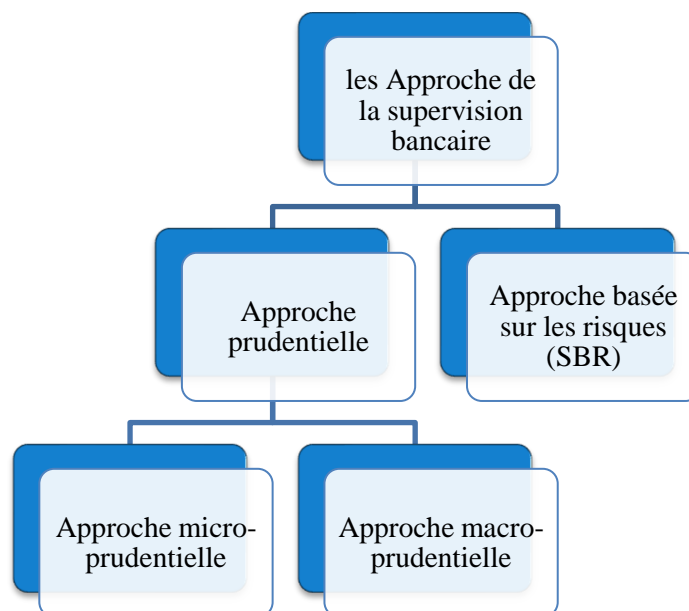 les Approche de
la supervision
bancaire
Approche
prudentielle
Approche basée
sur les risques
(SBR)
Approche micro-
prudentielle
Approche macro-
prudentielle